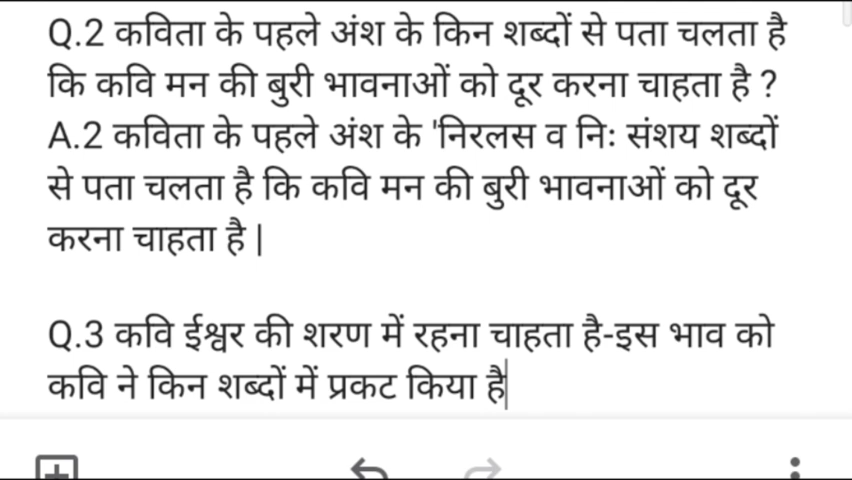 Q.2 कविता के पहले अंश के किन शब्दों से पता चलता है
कि कवि मन की बुरी भावनाओं को दूर करना चाहता है ?
A.2 कविता के पहले अंश के 'निरलस व निः संशय शब्दों
से पता चलता है कि कवि मन की बुरी भावनाओं को दूर
करना चाहता है |
Q.3 कवि ईश्वर की शरण में रहना चाहता है-इस भाव को
कवि ने किन शब्दों में प्रकट किया है